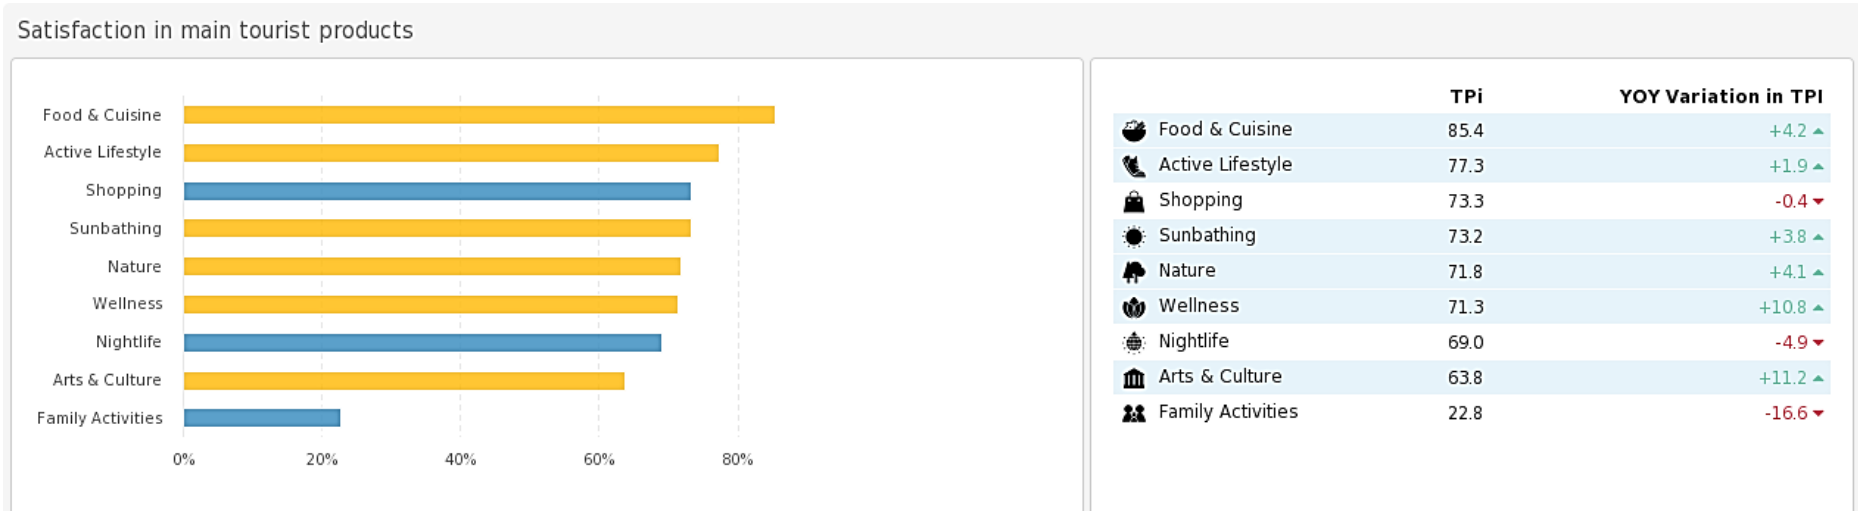 Satisfaction in main tourist products
Food & Cuisine
Active Lifestyle
Shopping
Sunbathing
Nature
Wellness
Nightlife
Arts & Culture
Family Activities
0% 20% 40% 60% 80%
TPi YOY Variation in TPI
Food & Cuisine 85.4 +4.2
Active Lifestyle 77.3 +1.9
Shopping 73.3 -0.4
Sunbathing 73.2 +3.8
Nature 71.8 +4.1
Wellness 71.3 +10.8
Nightlife 69.0 -4.9
Arts & Culture 63.8 +11.2
Family Activities 22.8 -16.6